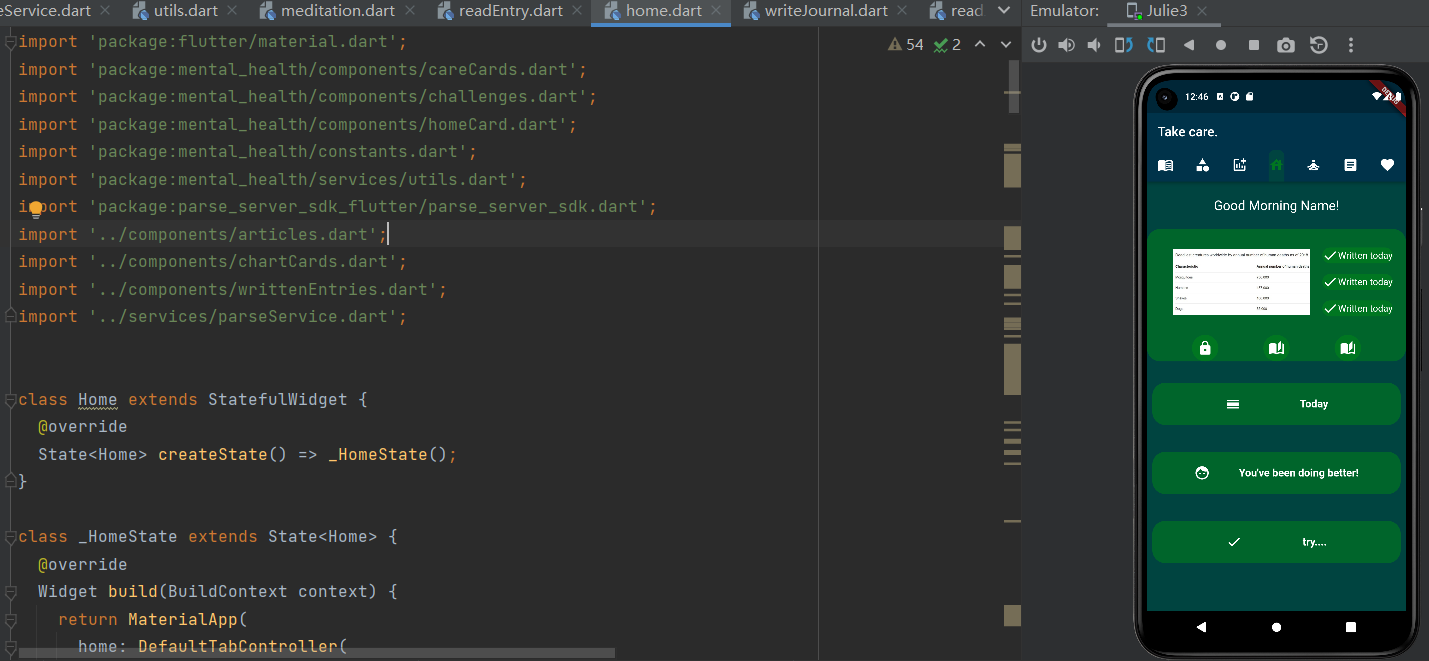 eService.dart utils.dart meditation.dart readEntry.dart home.dart writeJournal.dart read
Emulator: Julie3
54 2
import 'package:flutter/material.dart';
import 'package:mental_health/components/careCards.dart';
import 'package:mental_health/components/challenges.dart';
import 'package:mental_health/components/homeCard.dart';
import 'package:mental_health/constants.dart';
import 'package:mental_health/services/utils.dart';
import 'package:parse_server_sdk_flutter/parse_server_sdk.dart';
import '../components/articles.dart';
import '../components/chartCards.dart';
import '../components/writtenEntries.dart';
import '../services/parseService.dart';
class Home extends StatefulWidget {
@override
State<Home> createState() => _HomeState();
}
class _HomeState extends State<Home> {
@override
Widget build(BuildContext context) {
return MaterialApp(
home: DefaultTabController(
12:46
Take care.
Good Morning Name!
Characteristic
Written today
Written today
Written today
Today
You've been doing better!
try....